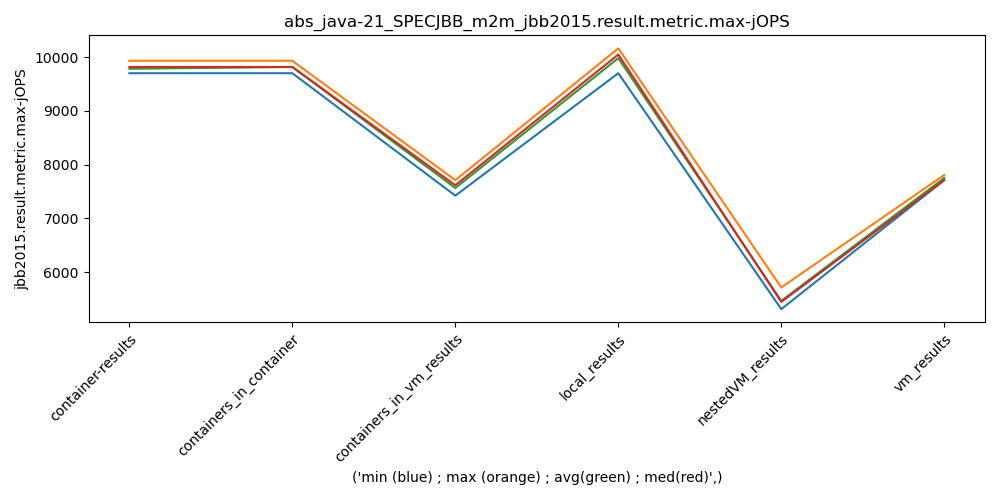 abs_java-21_SPECJBB_m2m_jbb2015.result.metric.max-jOPS
jbb2015.result.metric.max-jOPS
10000
9000
8000
7000
6000
container-results
containers_in_container
containers_in_vm_results
local_results
nestedVM_results
vm_results
('min (blue) ; max (orange) ; avg(green) ; med(red)',)